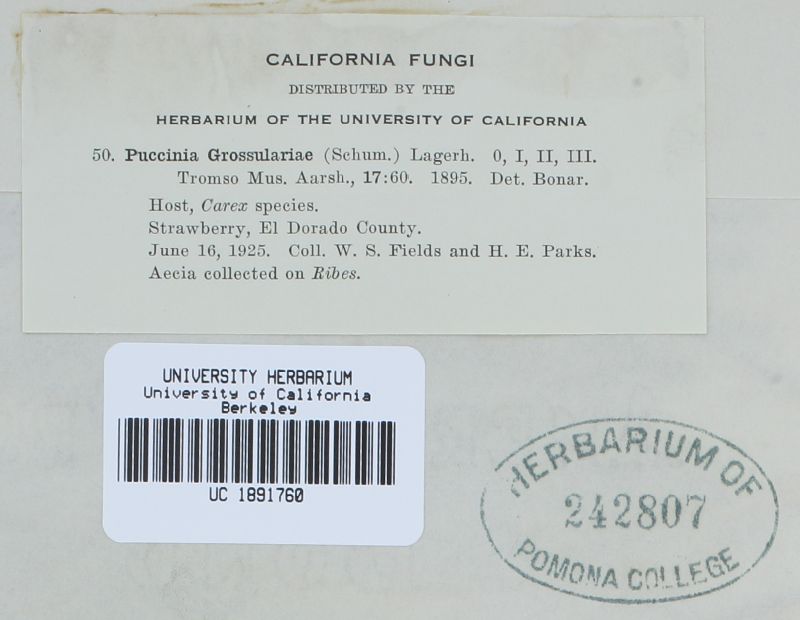 CALIFORNIA FUNGI
DISTRIBUTED BY THE
HERBARIUM OF THE UNIVERSITY OF CALIFORNIA
50. Puccinia Grossulariae (Schum.) Lagerh. 0, I, II, III.
Tromso Mus. Aarsh., 17:60. 1895. Det. Bonar.
Host, Carex species.
Strawberry, El Dorado County.
June 16, 1925. Coll. W. S. Fields and H. E. Parks.
Aecia collected on Ribes.
UNIVERSITY HERBARIUM
University of California
Berkeley
UC 1891760
HERBARIUM OF
242807
POMONA COLLEGE